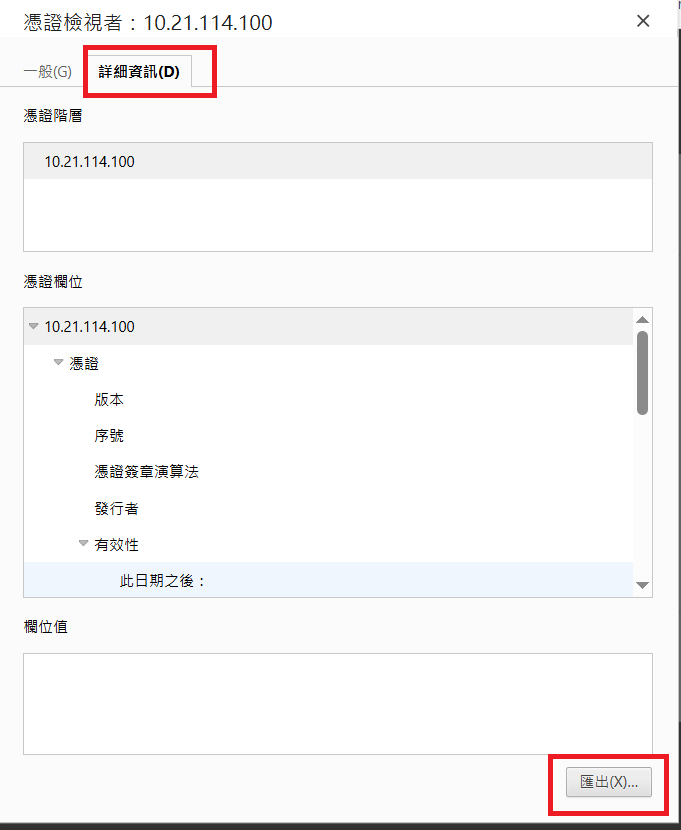 憑證檢視者：10.21.114.100
一般(G) 詳細資訊(D)
憑證階層
10.21.114.100
憑證欄位
10.21.114.100
憑證
版本
序號
憑證簽章演算法
發行者
有效性
此日期之後：
欄位值
匯出(X)...